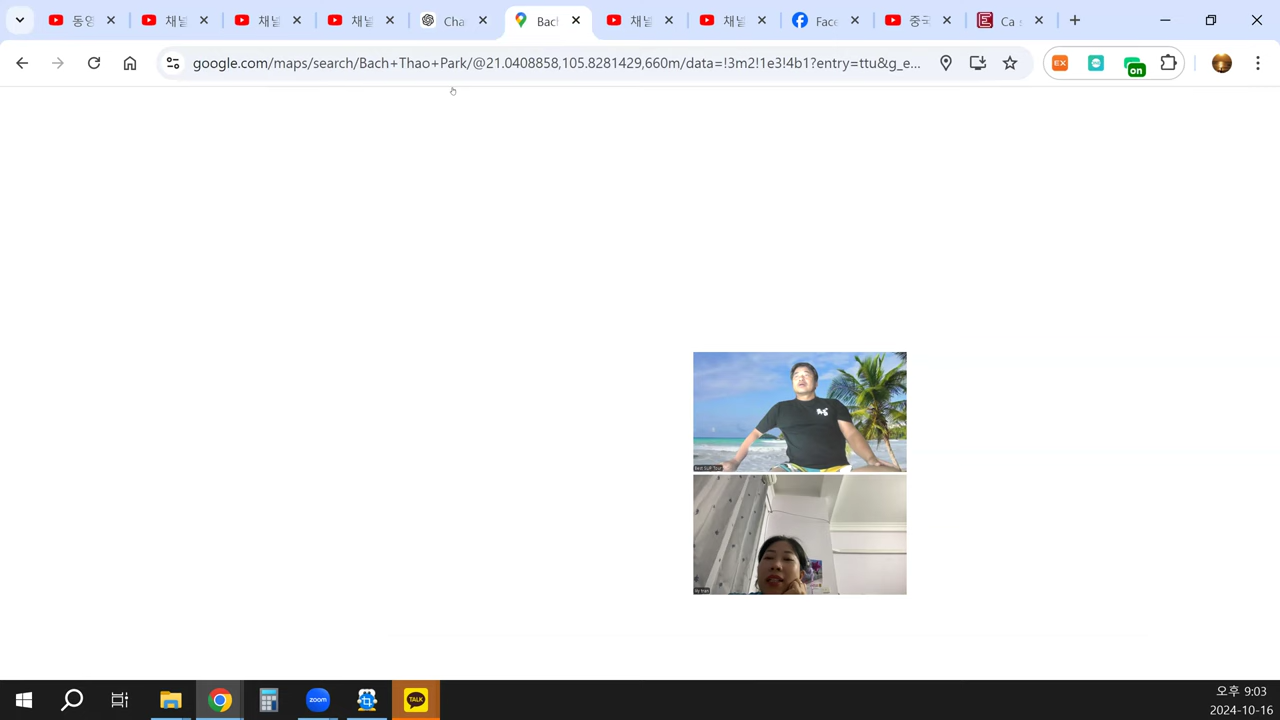 동영
채널
채널
채널
Cha
Bac
채널
채널
Face
중국
Ca s
google.com/maps/search/Bach+Thao+Park/@21.0408858,105.8281429,660m/data=!3m2!1e3!4b1?entry=ttu&g_e...
EX
on
zoom
TALK
오후 9:03
2024-10-16